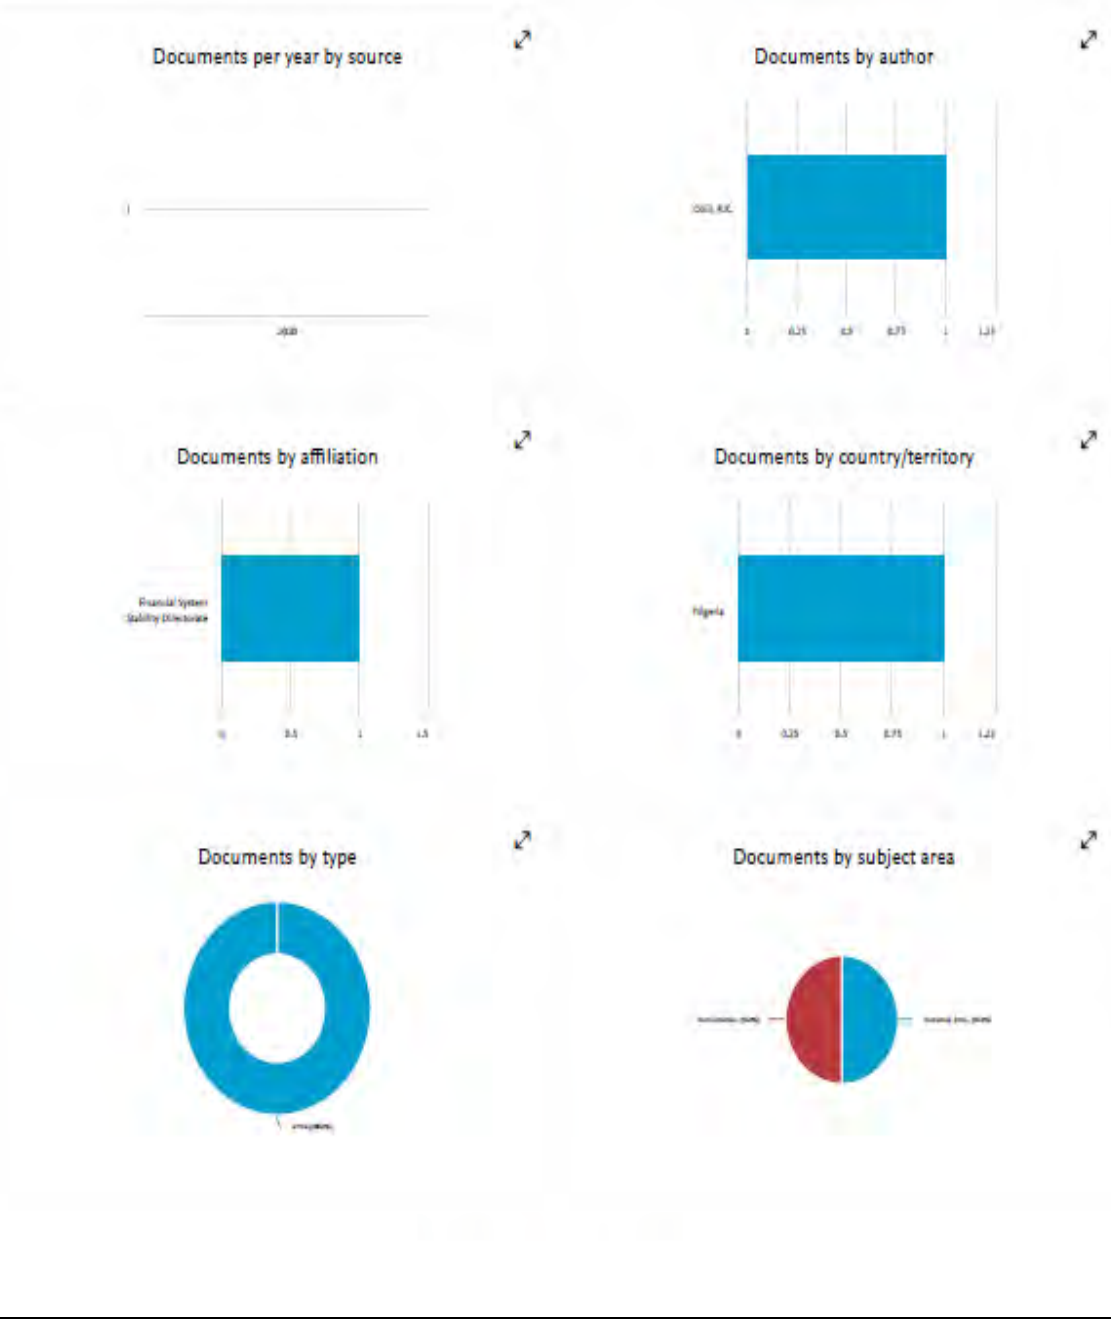 Documents per year by source
Documents by author
1
2020
0 0.25 0.5 0.75 1 1.25
Documents by affiliation
Documents by country/territory
Financial System
Stability Directorate
Nigeria
0 0.5 1 1.5
0 0.25 0.5 0.75 1 1.25
Documents by type
Documents by subject area